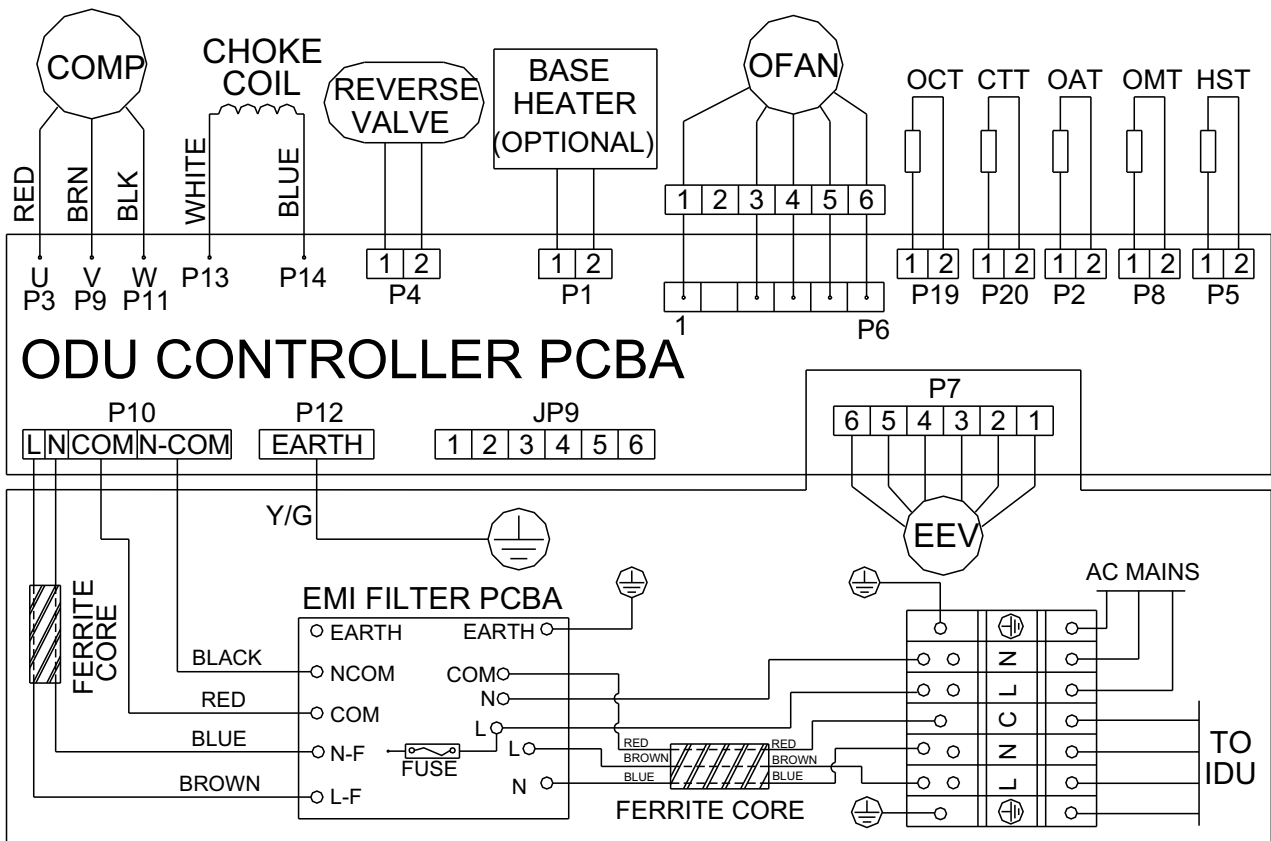 COMP
CHOKE
COIL
REVERSE
VALVE
BASE
HEATER
(OPTIONAL)
OFAN
OCT CTT OAT OMT HST
RED
BRN
BLK
WHITE
BLUE
1 2 3 4 5 6
U V W
P3 P9 P11
P13
P14
1 2
P4
1 2
P1
1
P6
1 2
P19
1 2
P20
1 2
P2
1 2
P8
1 2
P5
ODU CONTROLLER PCBA
P10
L N COM N-COM
P12
EARTH
JP9
1 2 3 4 5 6
P7
6 5 4 3 2 1
EEV
Y/G
FERRITE
CORE
BLACK
RED
BLUE
BROWN
EMI FILTER PCBA
EARTH
NCOM
COM
N-F
L-F
EARTH
COM
N
L
L
N
FUSE
RED
BROWN
BLUE
RED
BROWN
BLUE
FERRITE CORE
AC MAINS
N
L
C
N
L
TO
IDU